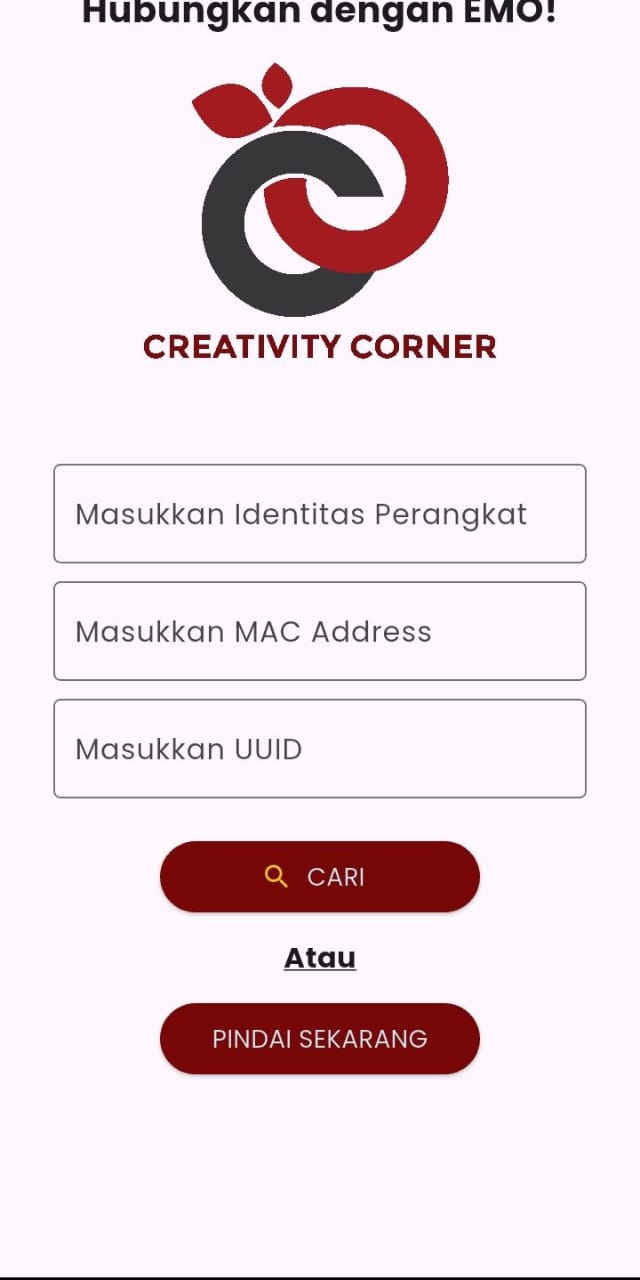 Hubungkan dengan EMO!
CREATIVITY CORNER
Masukkan Identitas Perangkat
Masukkan MAC Address
Masukkan UUID
CARI
Atau
PINDAI SEKARANG